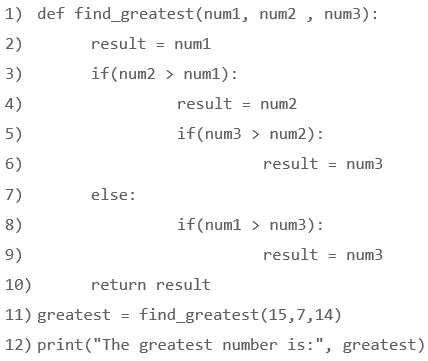 1) def find_greatest(num1, num2 , num3):
2) result = num1
3) if(num2 > num1):
4) result = num2
5) if(num3 > num2):
6) result = num3
7) else:
8) if(num1 > num3):
9) result = num3
10) return result
11) greatest = find_greatest(15,7,14)
12) print("The greatest number is:", greatest)